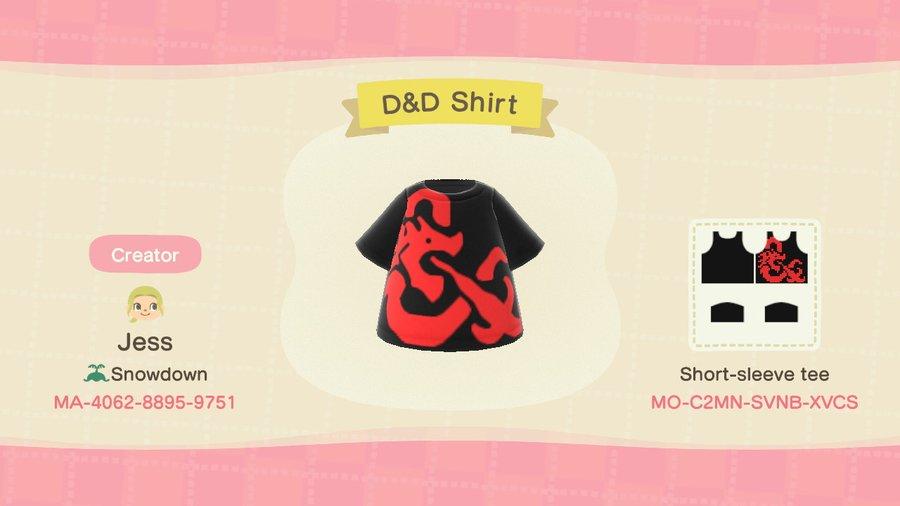 D&D Shirt
Creator
Jess
Snowdown
MA-4062-8895-9751
Short-sleeve tee
MO-C2MN-SVNB-XVCS